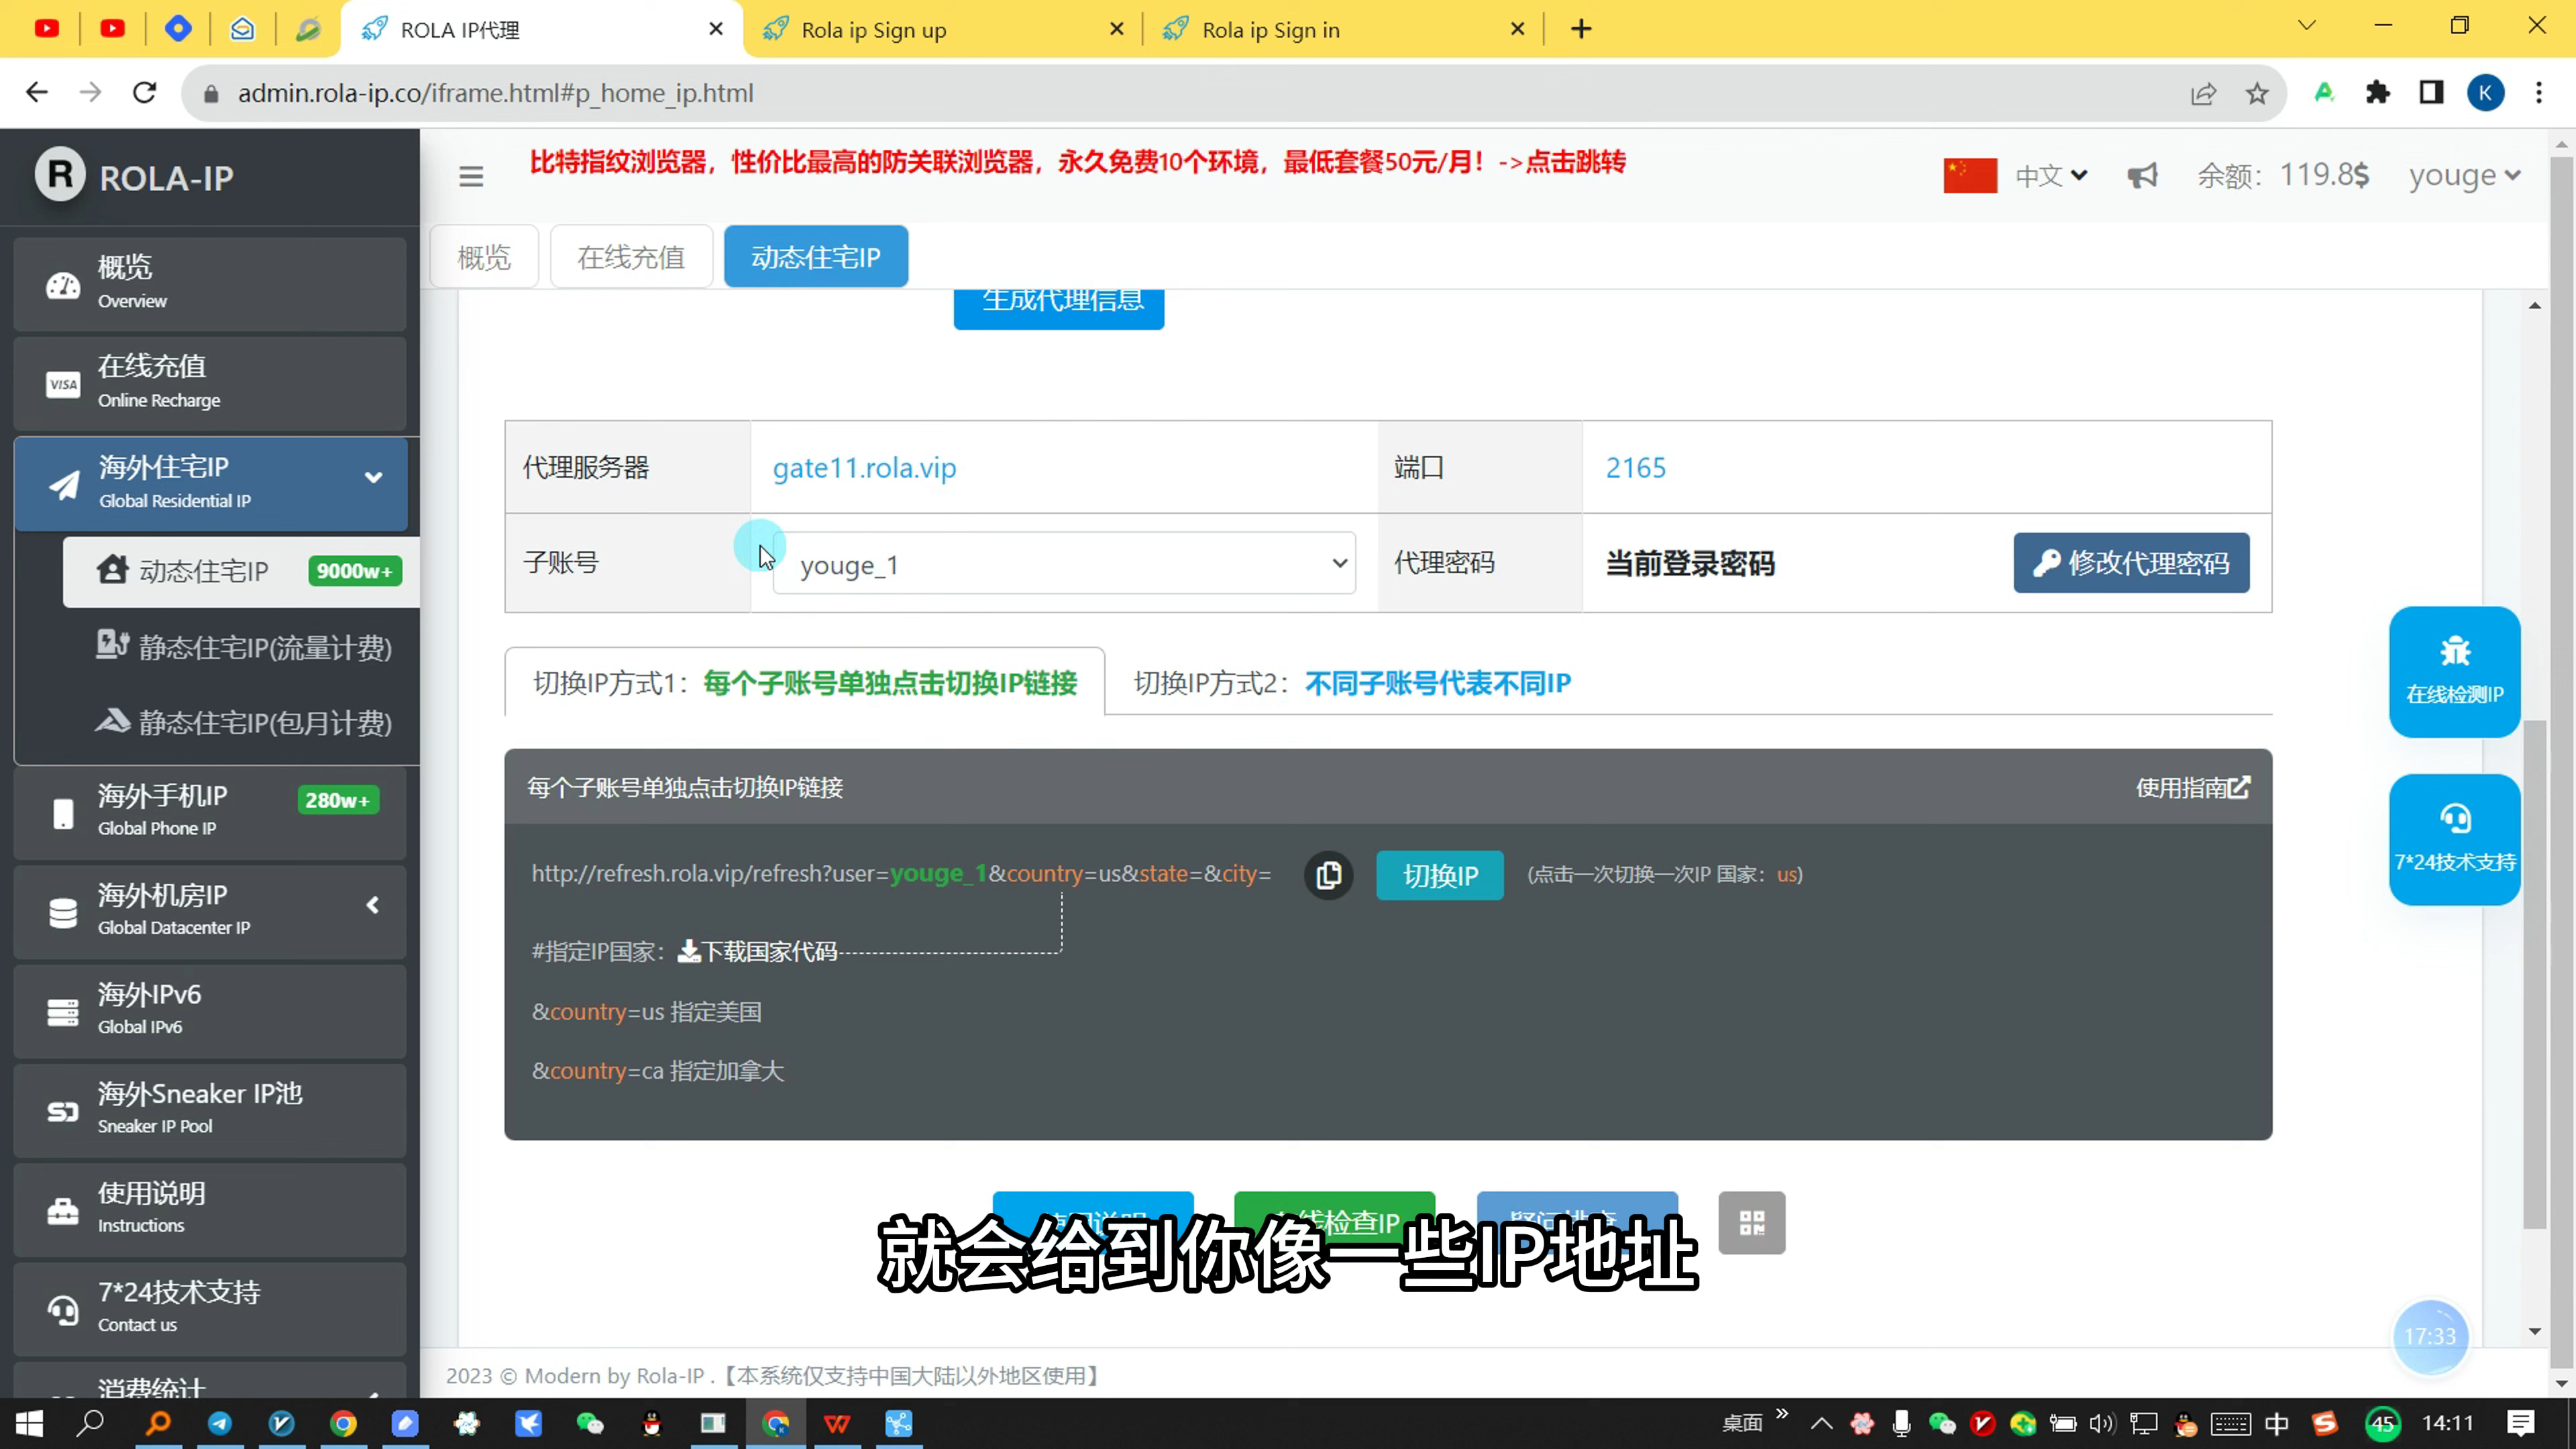 ROLA IP代理
Rola ip Sign up
Rola ip Sign in
admin.rola-ip.co/iframe.html#p_home_ip.html
K
R ROLA-IP
比特指纹浏览器，性价比最高的防关联浏览器，永久免费10个环境，最低套餐50元/月！->点击跳转
中文
余额： 119.8$
youge
概览
Overview
在线充值
VISA
Online Recharge
海外住宅IP
Global Residential IP
动态住宅IP 9000w+
静态住宅IP(流量计费)
静态住宅IP(包月计费)
海外手机IP 280w+
Global Phone IP
海外机房IP
Global Datacenter IP
海外IPv6
Global IPv6
海外Sneaker IP池
Sneaker IP Pool
使用说明
Instructions
7*24技术支持
Contact us
消费统计
概览 在线充值 动态住宅IP
生成代理信息
代理服务器 gate11.rola.vip 端口 2165
子账号 youge_1 代理密码 当前登录密码 修改代理密码
切换IP方式1：每个子账号单独点击切换IP链接 切换IP方式2：不同子账号代表不同IP
每个子账号单独点击切换IP链接 使用指南
http://refresh.rola.vip/refresh?user=youge_1&country=us&state=&city= 切换IP (点击一次切换一次IP 国家：us)
#指定IP国家： 下载国家代码
&country=us 指定美国
&country=ca 指定加拿大
在线检测IP
7*24技术支持
就会给到你像一些IP地址
17:33
2023 © Modern by Rola-IP .【本系统仅支持中国大陆以外地区使用】
桌面 中 45 14:11